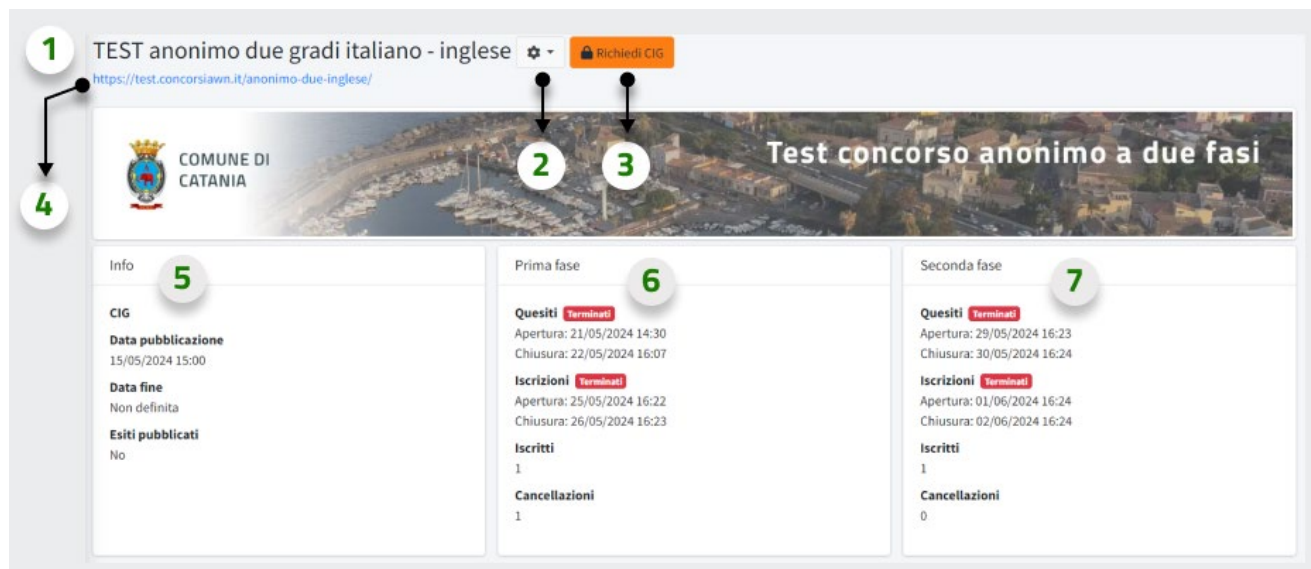 1
TEST anonimo due gradi italiano - inglese
Richiedi CIG
https://test.concorsiawn.it/anonimo-due-inglese/
4
2
3
COMUNE DI
CATANIA
Test concorso anonimo a due fasi
Info
5
CIG
Data pubblicazione
15/05/2024 15:00
Data fine
Non definita
Esiti pubblicati
No
Prima fase
6
Quesiti Terminati
Apertura: 21/05/2024 14:30
Chiusura: 22/05/2024 16:07
Iscrizioni Terminati
Apertura: 25/05/2024 16:22
Chiusura: 26/05/2024 16:23
Iscritti
1
Cancellazioni
1
Seconda fase
7
Quesiti Terminati
Apertura: 29/05/2024 16:23
Chiusura: 30/05/2024 16:24
Iscrizioni Terminati
Apertura: 01/06/2024 16:24
Chiusura: 02/06/2024 16:24
Iscritti
1
Cancellazioni
0